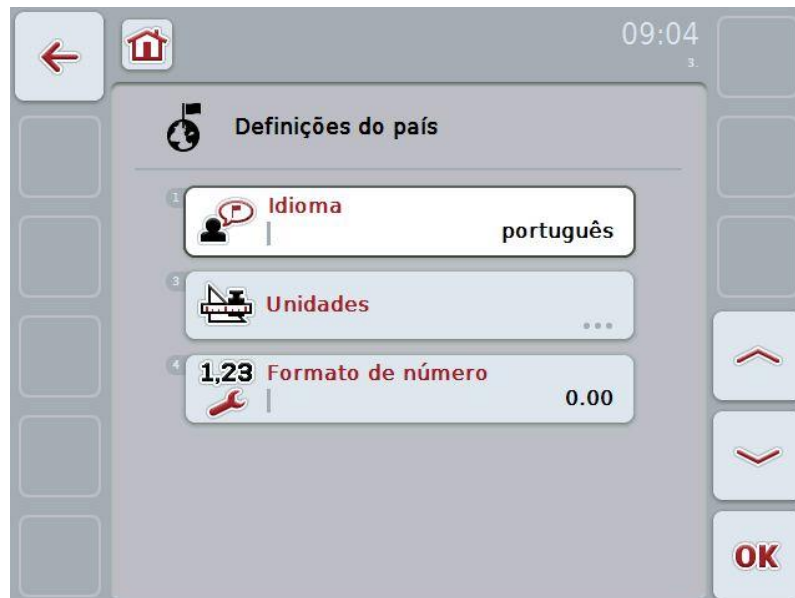 09:04
3.
Definições do país
1
Idioma
português
3
Unidades
...
4
1,23
Formato de número
0.00
OK